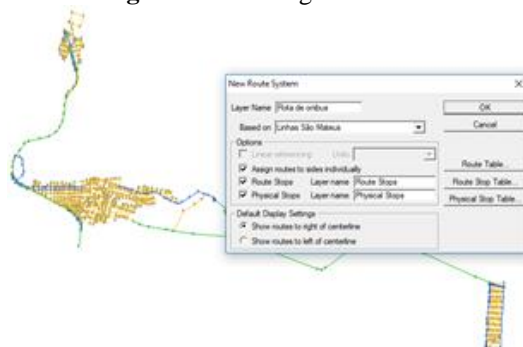 New Route System
Layer Name Rota de onibus
Based on Linhas São Mateus
OK
Cancel
Options
Linear referencing Units
Assign routes to sides individually
Route Stops Layer name Route Stops
Physical Stops Layer name Physical Stops
Route Table...
Route Stop Table...
Physical Stop Table...
Default Display Settings
Show routes to right of centerline
Show routes to left of centerline